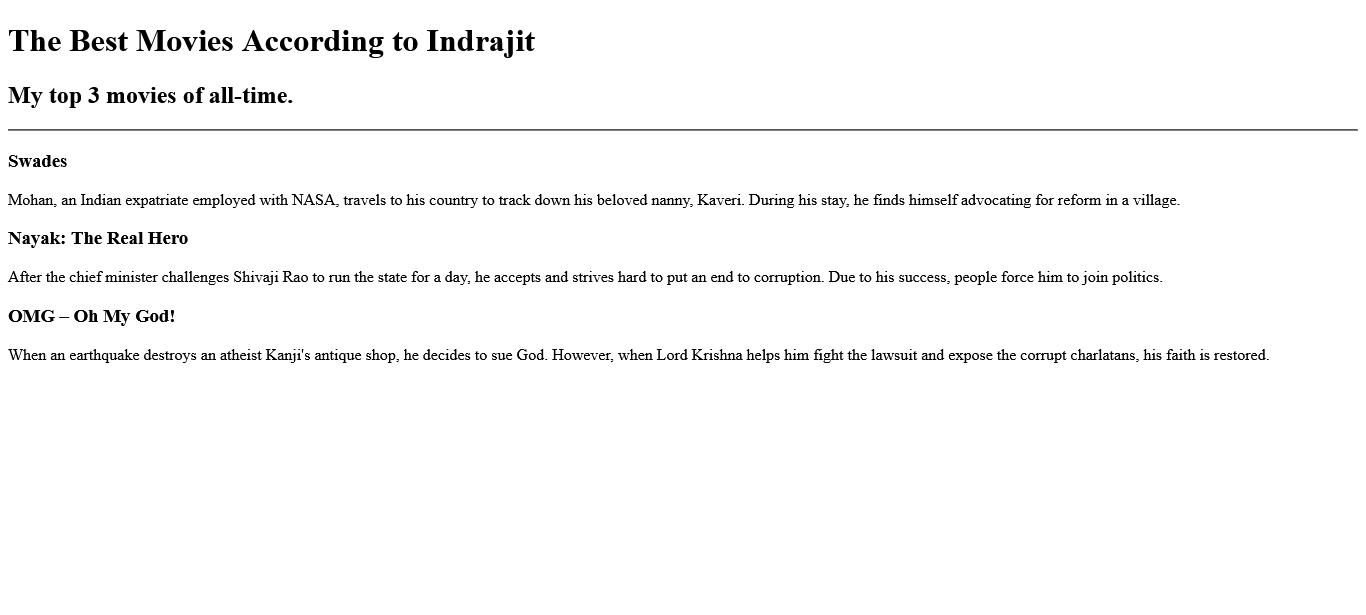 The Best Movies According to Indrajit
My top 3 movies of all-time.
Swades
Mohan, an Indian expatriate employed with NASA, travels to his country to track down his beloved nanny, Kaveri. During his stay, he finds himself advocating for reform in a village.
Nayak: The Real Hero
After the chief minister challenges Shivaji Rao to run the state for a day, he accepts and strives hard to put an end to corruption. Due to his success, people force him to join politics.
OMG – Oh My God!
When an earthquake destroys an atheist Kanji's antique shop, he decides to sue God. However, when Lord Krishna helps him fight the lawsuit and expose the corrupt charlatans, his faith is restored.